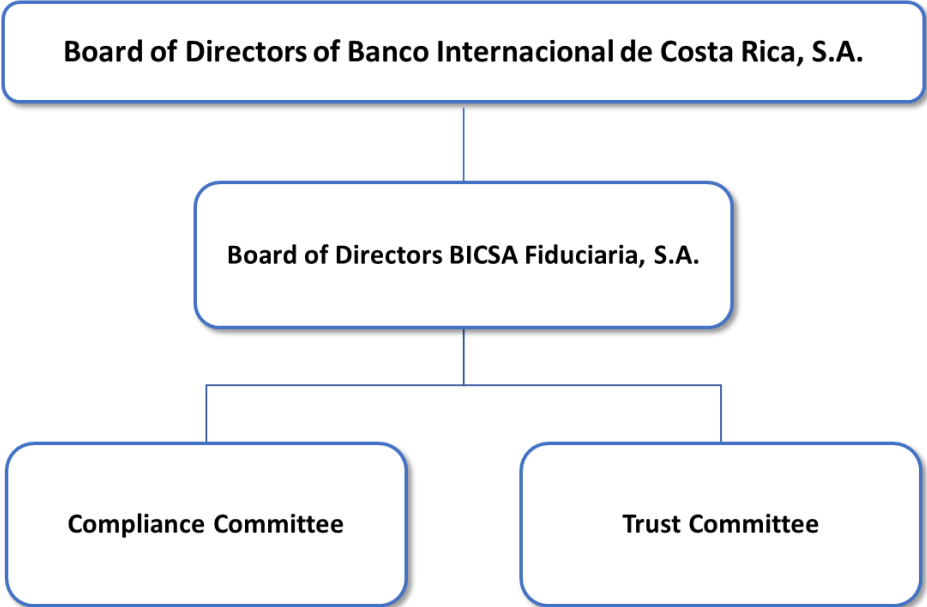 Board of Directors of Banco Internacional de Costa Rica, S.A.
Board of Directors BICSA Fiduciaria, S.A.
Compliance Committee
Trust Committee